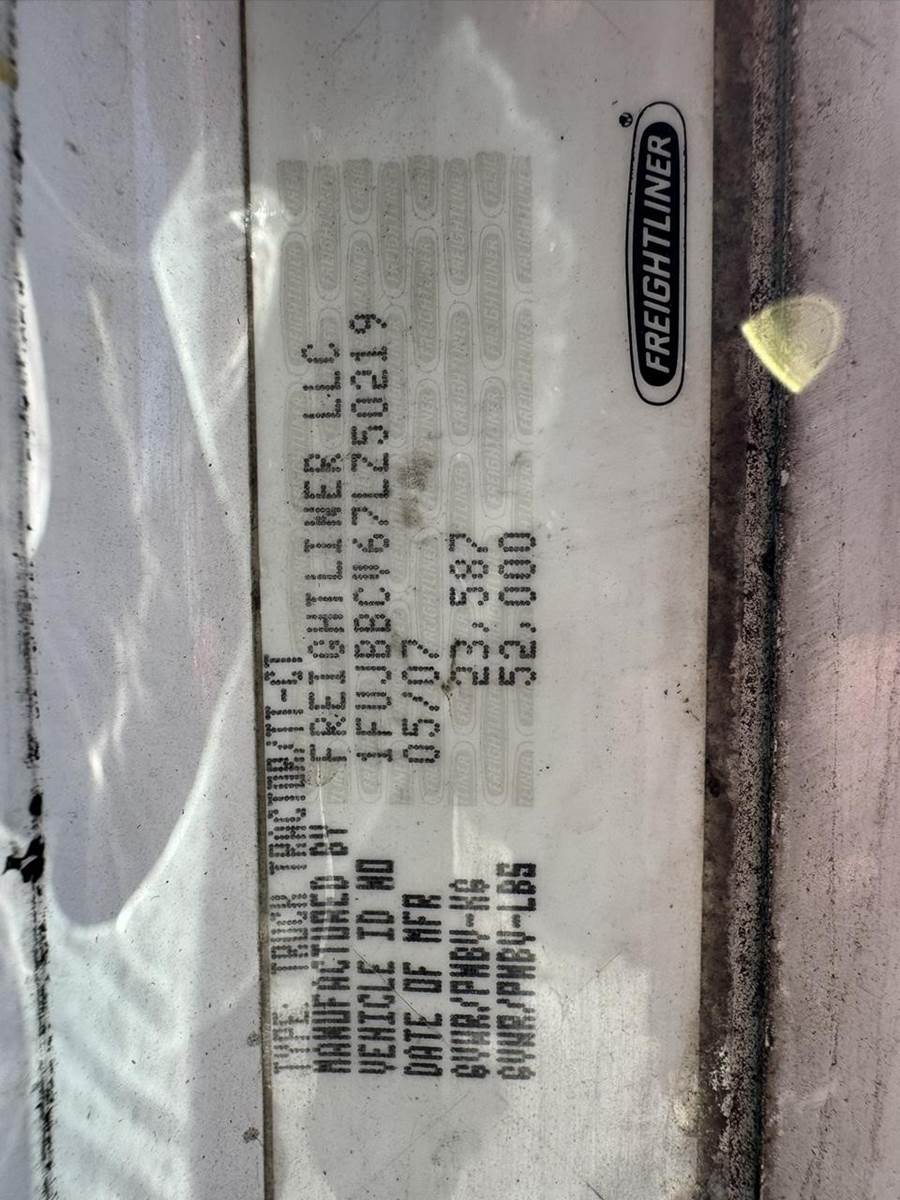 FREIGHTLINER
TYPE: TRUCK TRACTOR/TT-CT
MANUFACTURED BY FREIGHTLINER LLC
VEHICLE ID NO 1FUJBBCV67LZ50219
DATE OF MFR 05/07
GVWR/PNBV-KG 23,587
GVWR/PNBV-LBS 52,000